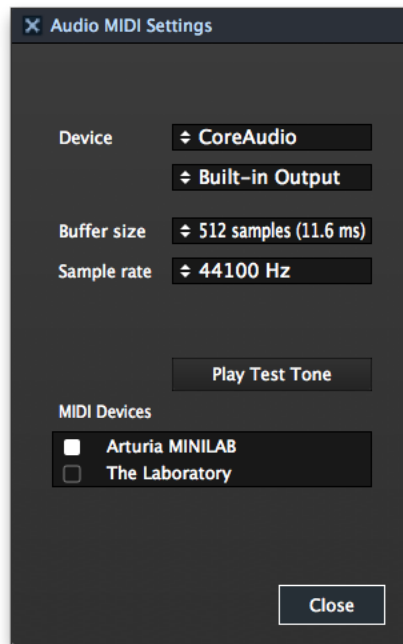 Audio MIDI Settings
Device
CoreAudio
Built-in Output
Buffer size
512 samples (11.6 ms)
Sample rate
44100 Hz
Play Test Tone
MIDI Devices
Arturia MINILAB
The Laboratory
Close